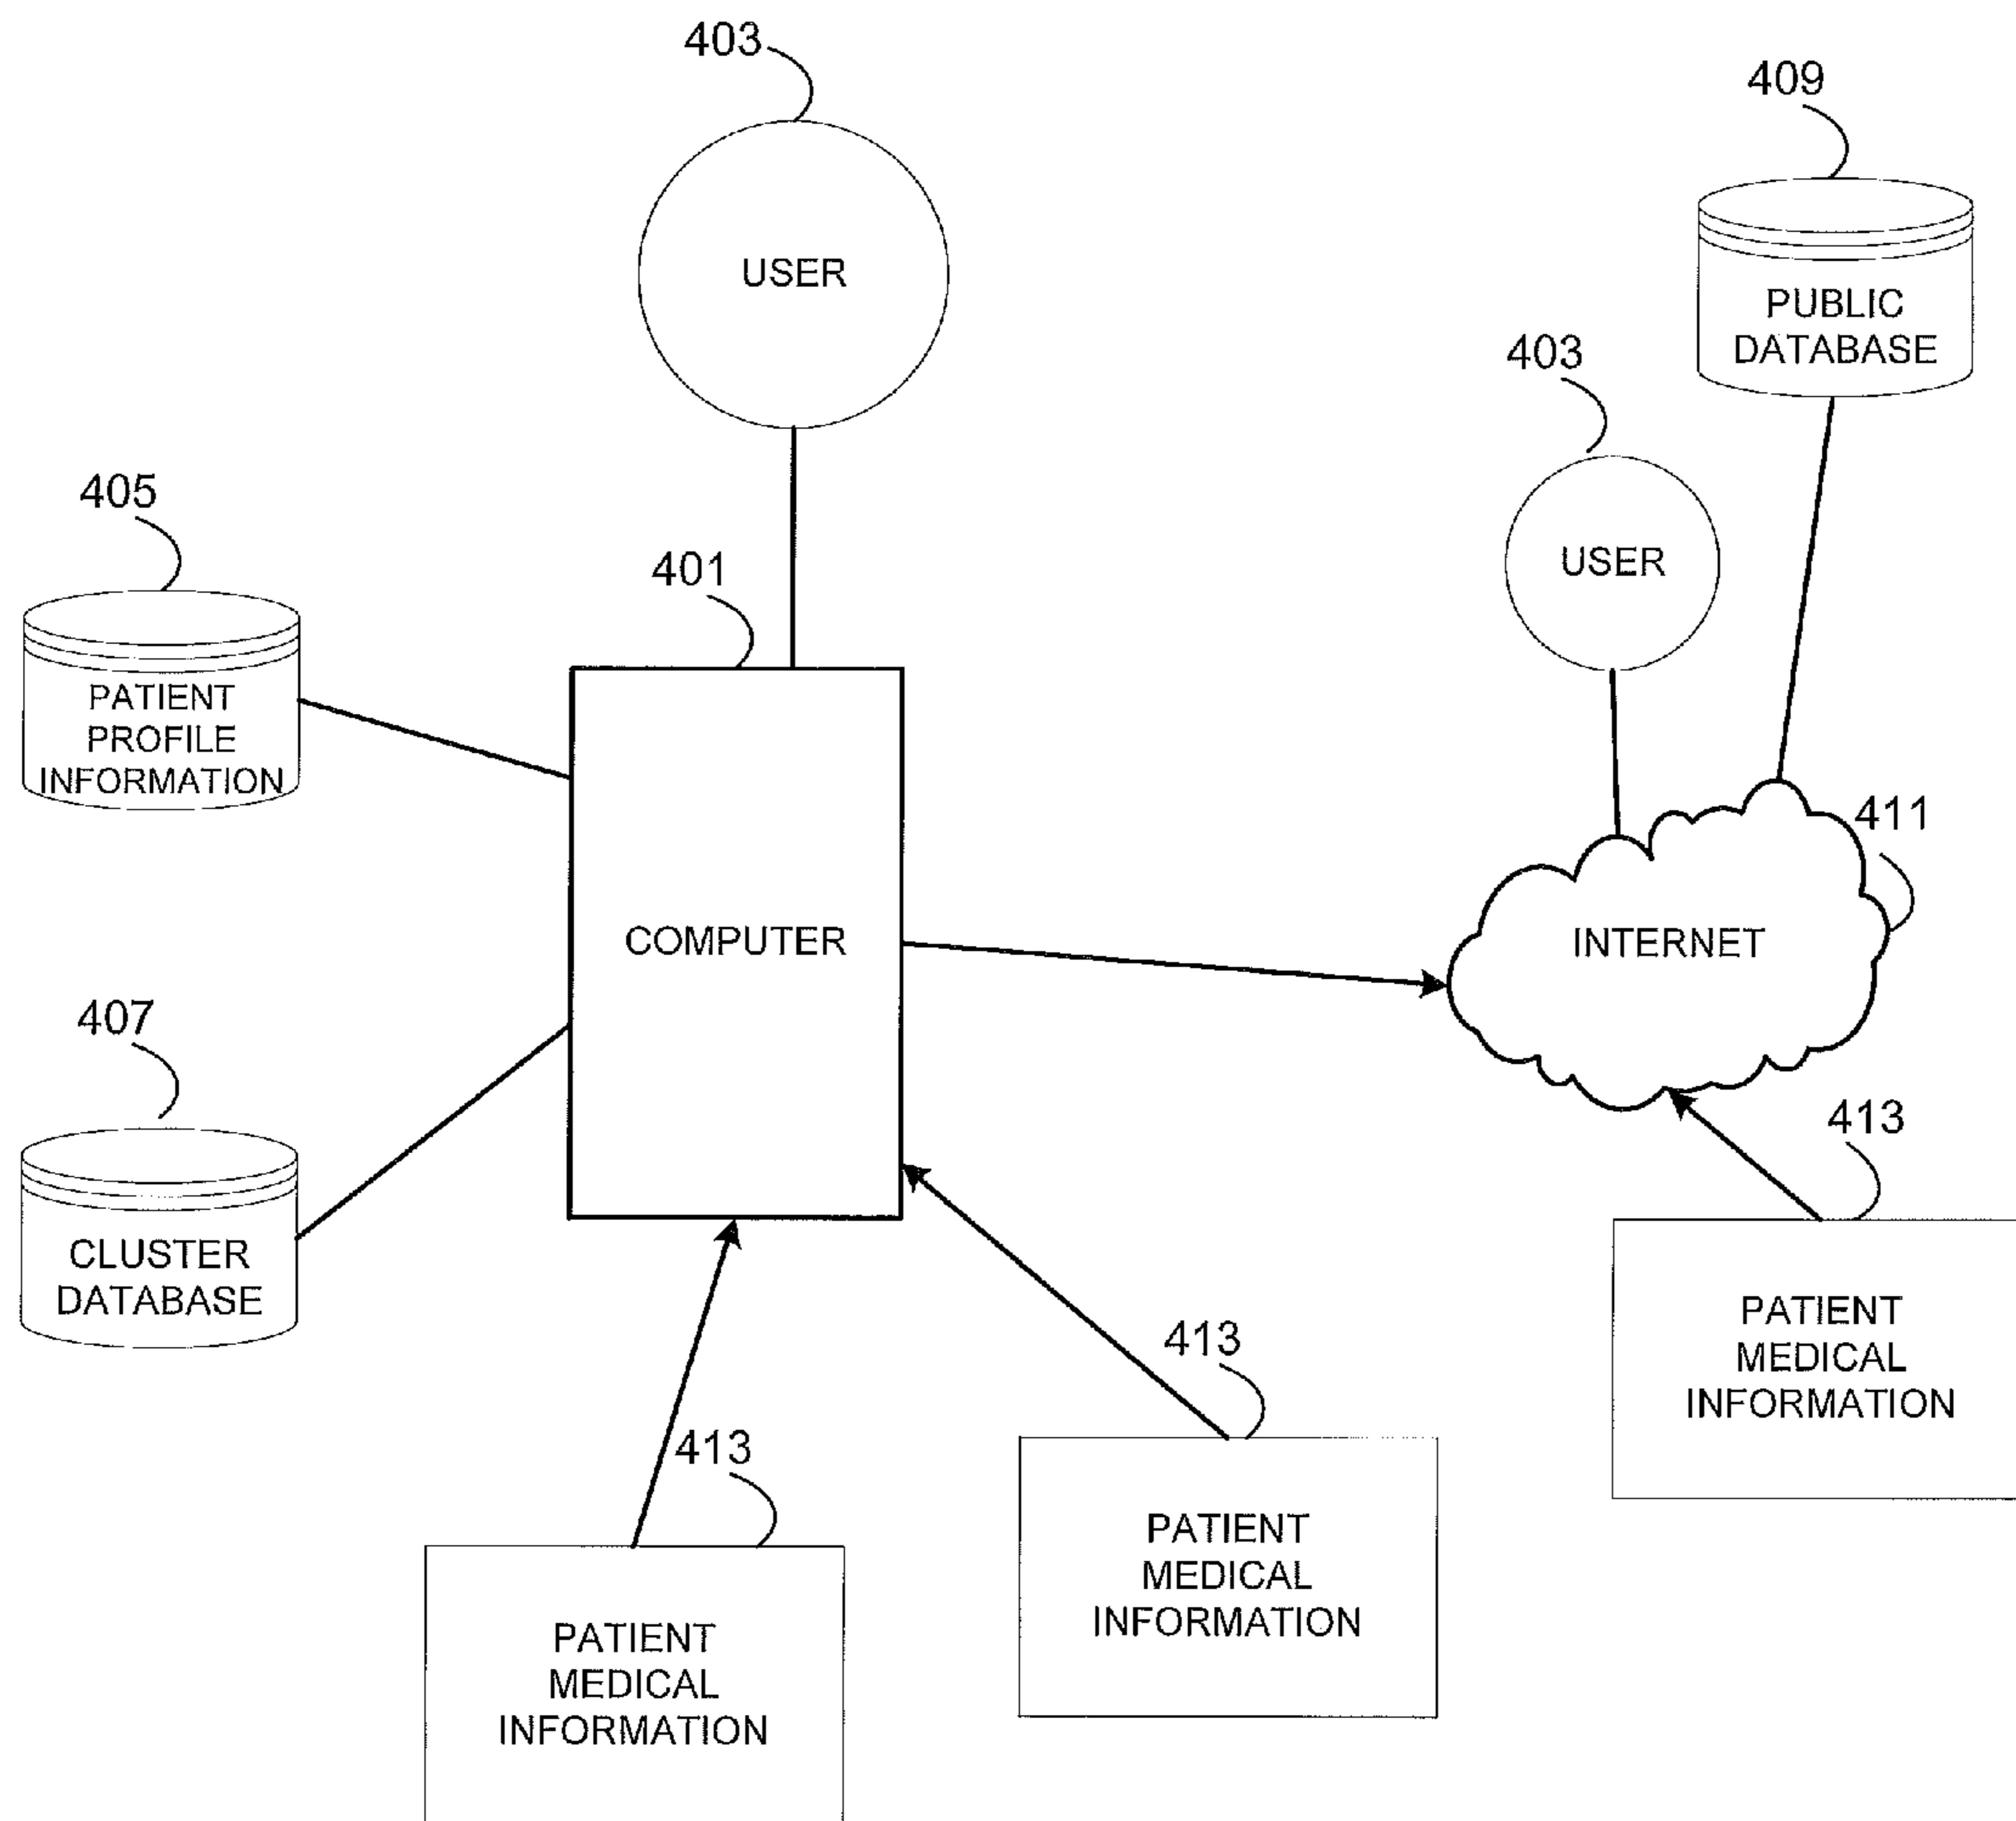 403
USER
409
PUBLIC
DATABASE
403
USER
405
PATIENT
PROFILE
INFORMATION
401
COMPUTER
411
INTERNET
407
CLUSTER
DATABASE
413
PATIENT
MEDICAL
INFORMATION
413
PATIENT
MEDICAL
INFORMATION
413
PATIENT
MEDICAL
INFORMATION